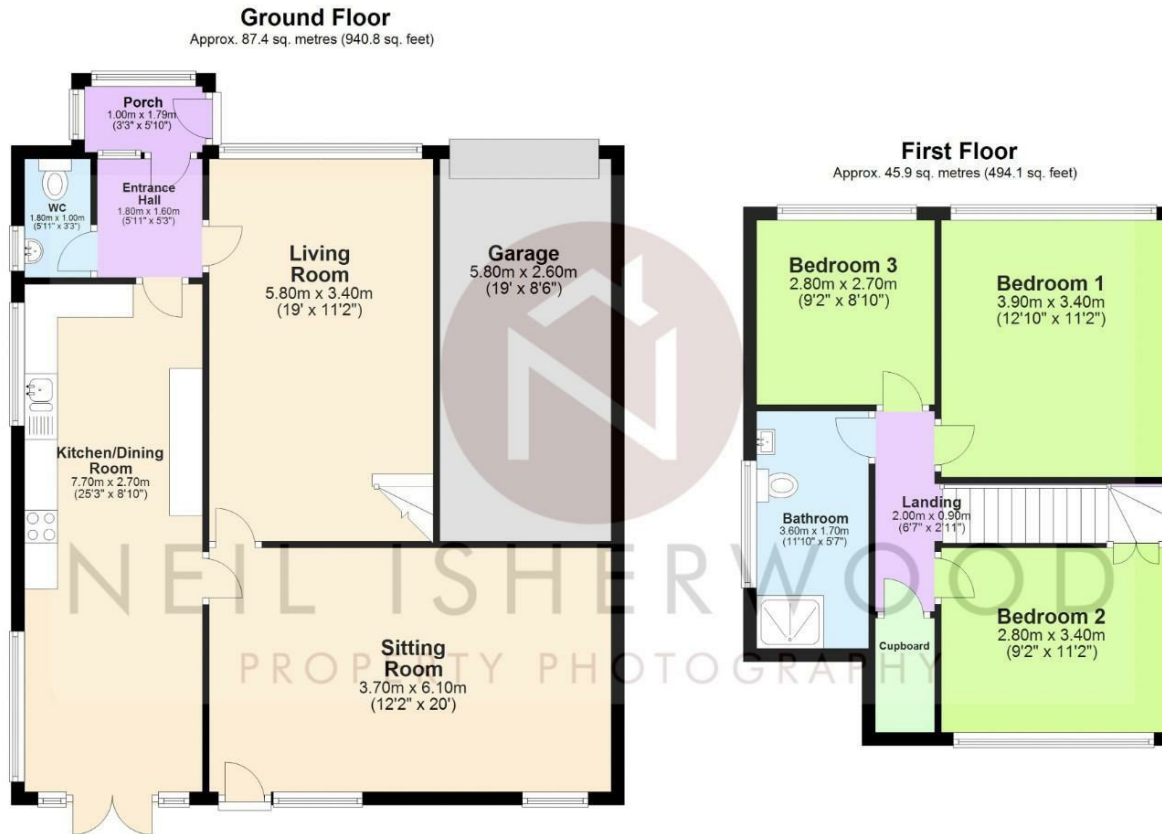 Ground Floor
Approx. 87.4 sq. metres (940.8 sq. feet)
Porch
1.00m x 1.79m
(3'3" x 5'10")
WC
1.80m x 1.00m
(5'11" x 3'3")
Entrance
Hall
1.80m x 1.60m
(5'11" x 5'3")
Living
Room
5.80m x 3.40m
(19' x 11'2")
Garage
5.80m x 2.60m
(19' x 8'6")
Kitchen/Dining
Room
7.70m x 2.70m
(25'3" x 8'10")
Sitting
Room
3.70m x 6.10m
(12'2" x 20')
First Floor
Approx. 45.9 sq. metres (494.1 sq. feet)
Bedroom 3
2.80m x 2.70m
(9'2" x 8'10")
Bedroom 1
3.90m x 3.40m
(12'10" x 11'2")
Landing
2.00m x 0.90m
(6'7" x 2'11")
Bathroom
3.60m x 1.70m
(11'10" x 5'7")
Cupboard
Bedroom 2
2.80m x 3.40m
(9'2" x 11'2")
N
NEIL ISHERWOOD
PROPERTY PHOTOGRAPHY